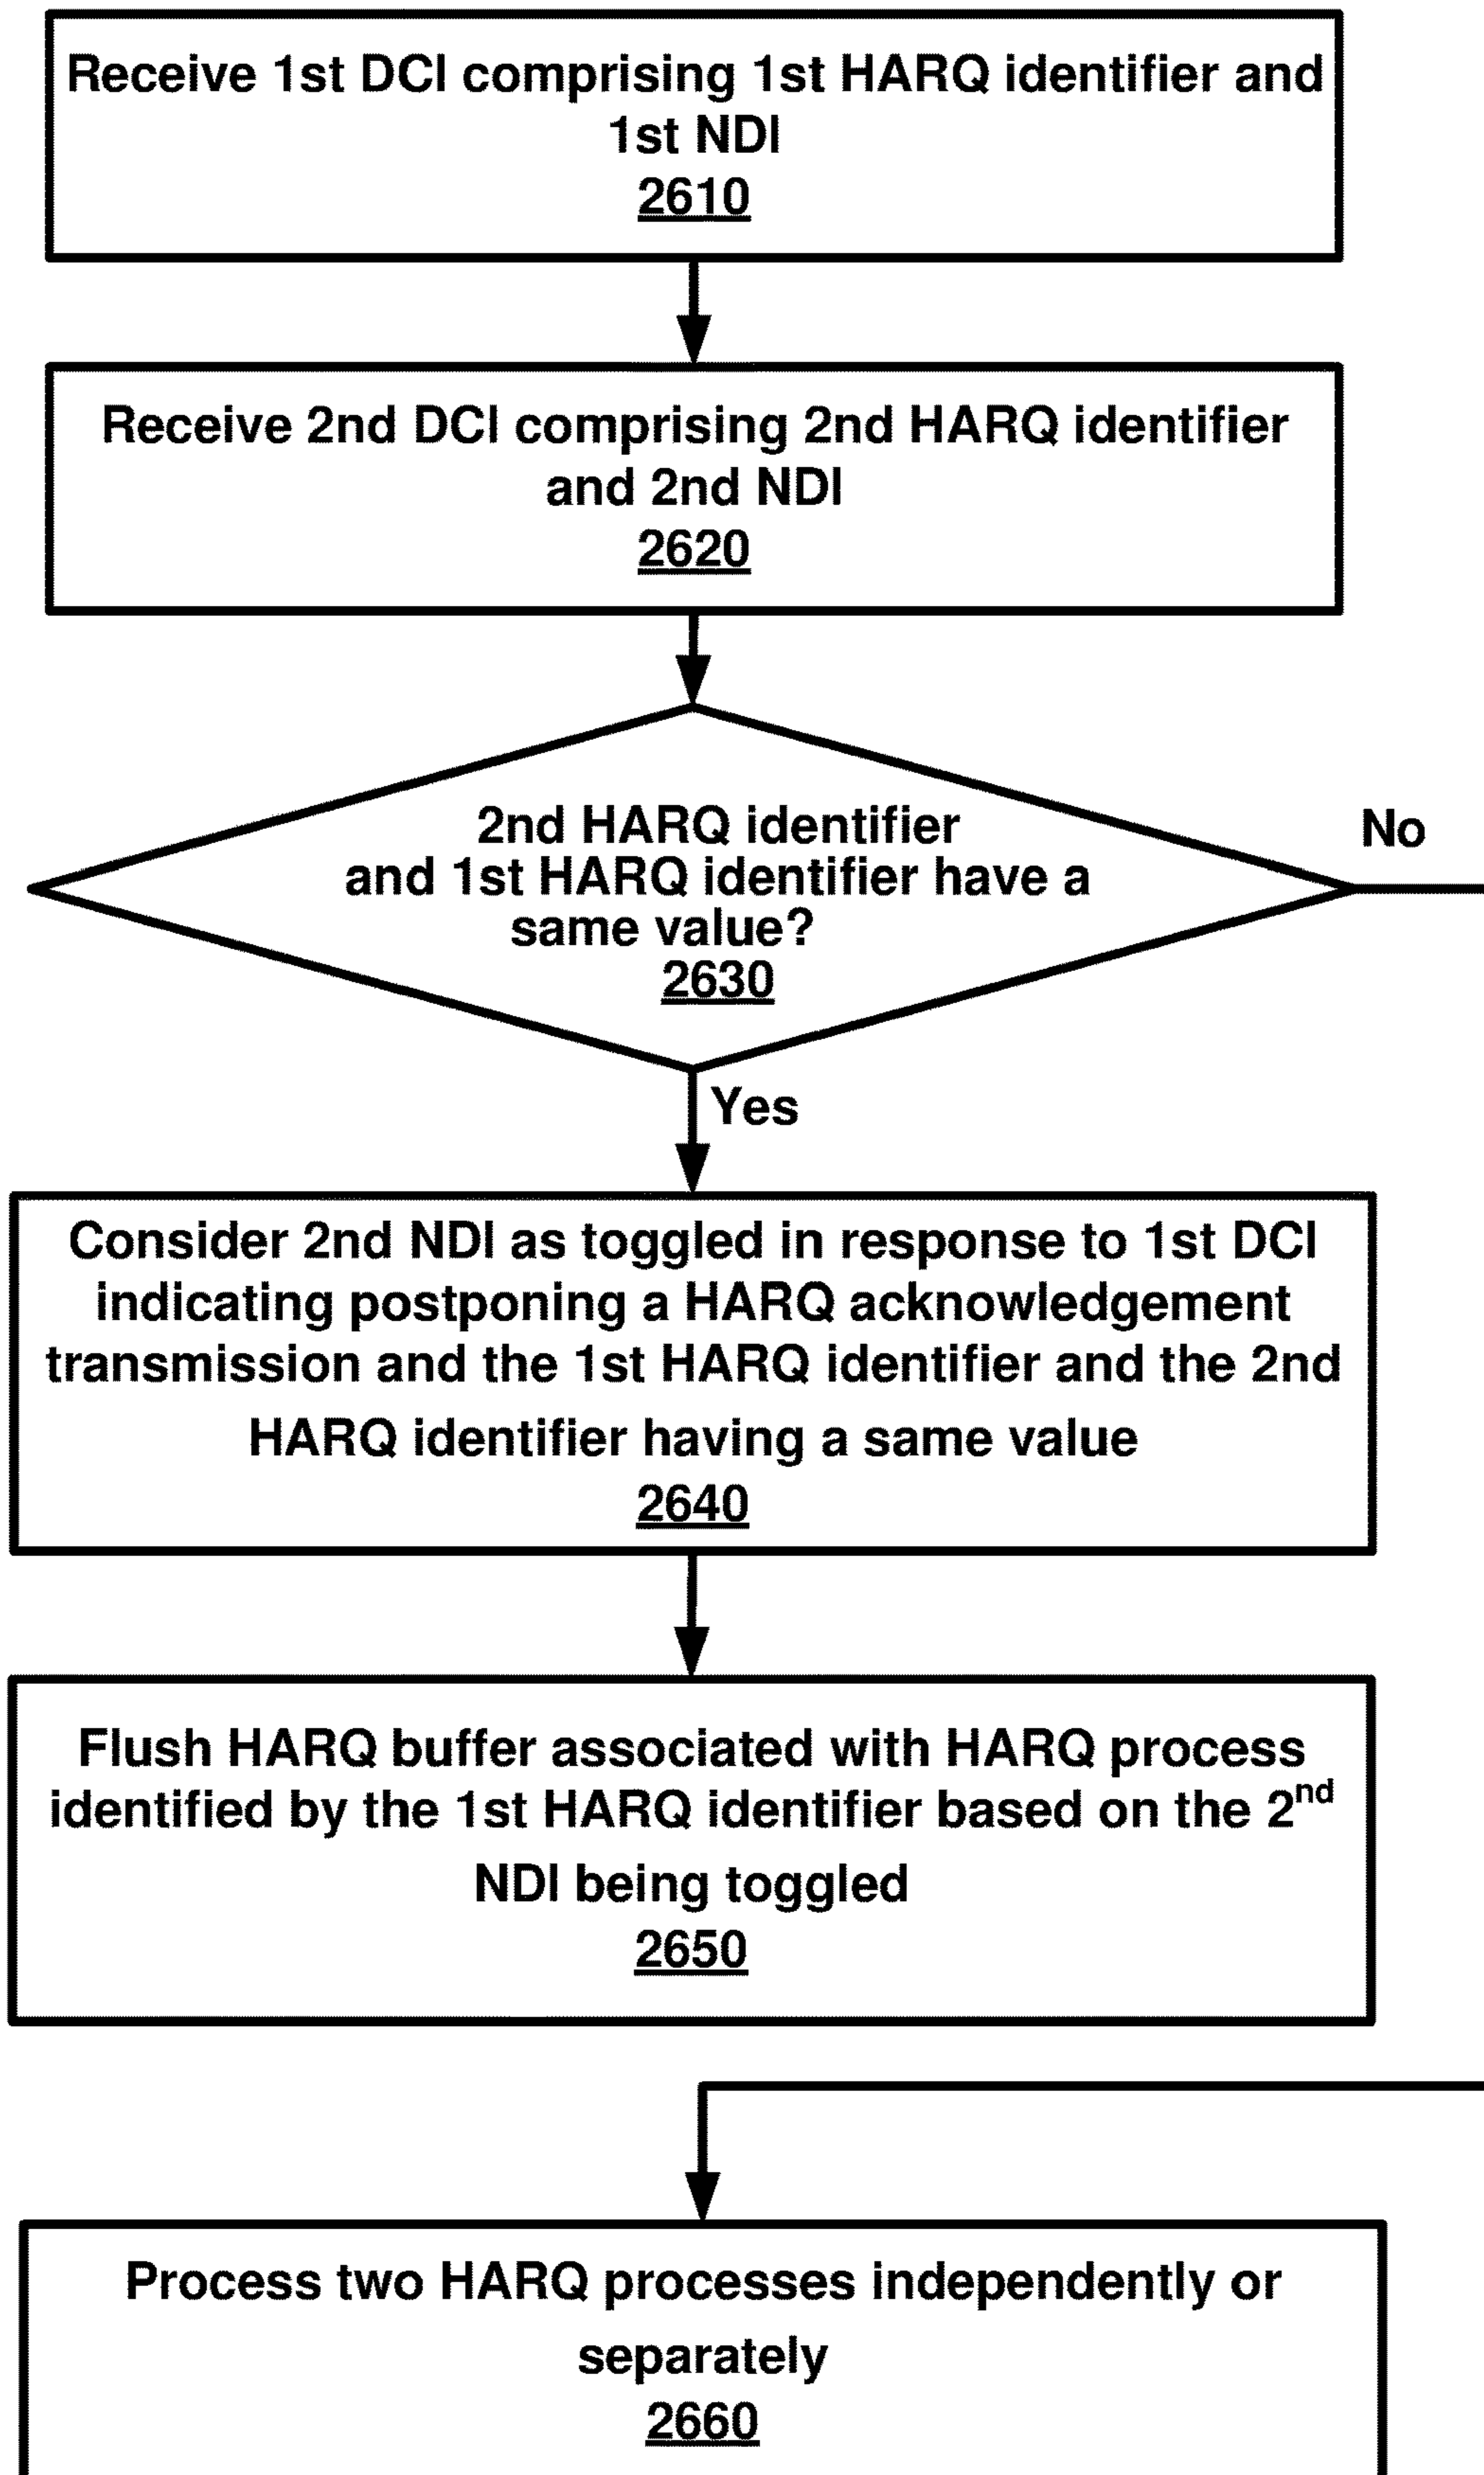 Receive 1st DCI comprising 1st HARQ identifier and
1st NDI
2610
Receive 2nd DCI comprising 2nd HARQ identifier
and 2nd NDI
2620
2nd HARQ identifier
and 1st HARQ identifier have a
same value?
2630
No
Yes
Consider 2nd NDI as toggled in response to 1st DCI
indicating postponing a HARQ acknowledgement
transmission and the 1st HARQ identifier and the 2nd
HARQ identifier having a same value
2640
Flush HARQ buffer associated with HARQ process
identified by the 1st HARQ identifier based on the 2nd
NDI being toggled
2650
Process two HARQ processes independently or
separately
2660